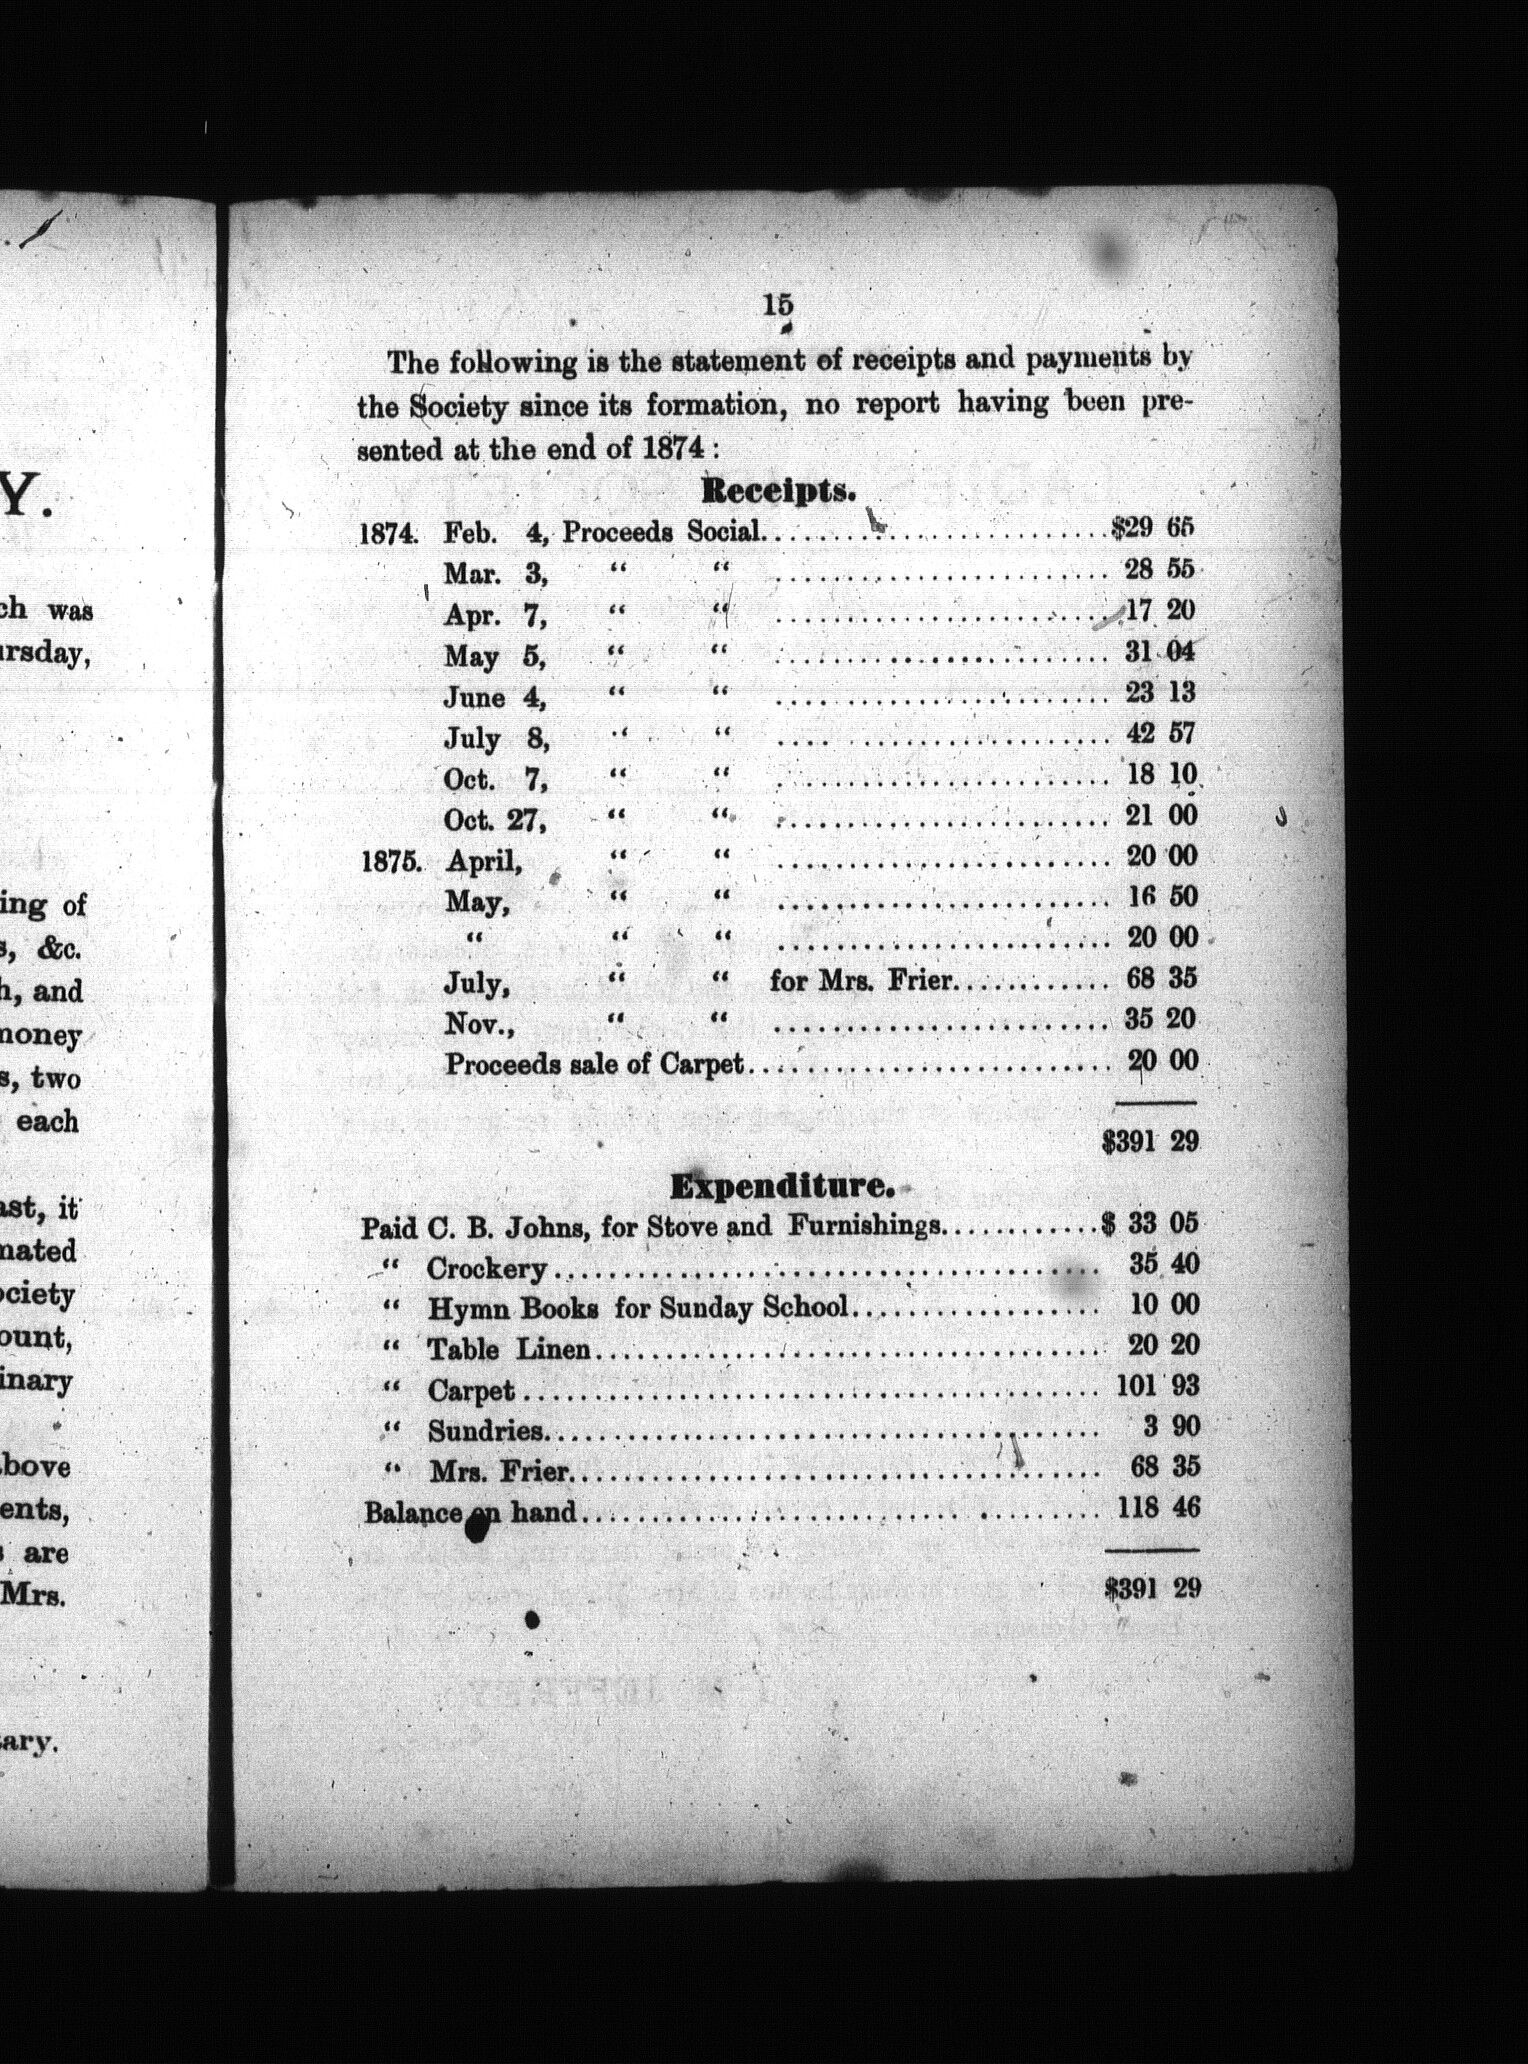 Y.
ch was
ursday,
ing of
s, &c.
h, and
money
s, two
each
ast, it
mated
ociety
ount,
inary
above
ents,
s are
Mrs.
tary.
15
The following is the statement of receipts and payments by
the Society since its formation, no report having been pre-
sented at the end of 1874 :
Receipts.
1874. Feb. 4, Proceeds Social............................$29 65
Mar. 3, “ “ ............................ 28 55
Apr. 7, “ “ ............................ 17 20
May 5, “ “ ............................ 31 04
June 4, “ “ ............................ 23 13
July 8, “ “ ............................ 42 57
Oct. 7, “ “ ............................ 18 10
Oct. 27, “ “ ............................ 21 00
1875. April, “ “ ............................ 20 00
May, “ “ ............................ 16 50
“ “ “ ............................ 20 00
July, “ “ for Mrs. Frier............ 68 35
Nov., “ “ ............................ 35 20
Proceeds sale of Carpet.............................. 20 00
$391 29
Expenditure.
Paid C. B. Johns, for Stove and Furnishings............$ 33 05
“ Crockery........................................ 35 40
“ Hymn Books for Sunday School.................. 10 00
“ Table Linen.................................... 20 20
“ Carpet.......................................... 101 93
“ Sundries........................................ 3 90
“ Mrs. Frier...................................... 68 35
Balance on hand...................................... 118 46
$391 29